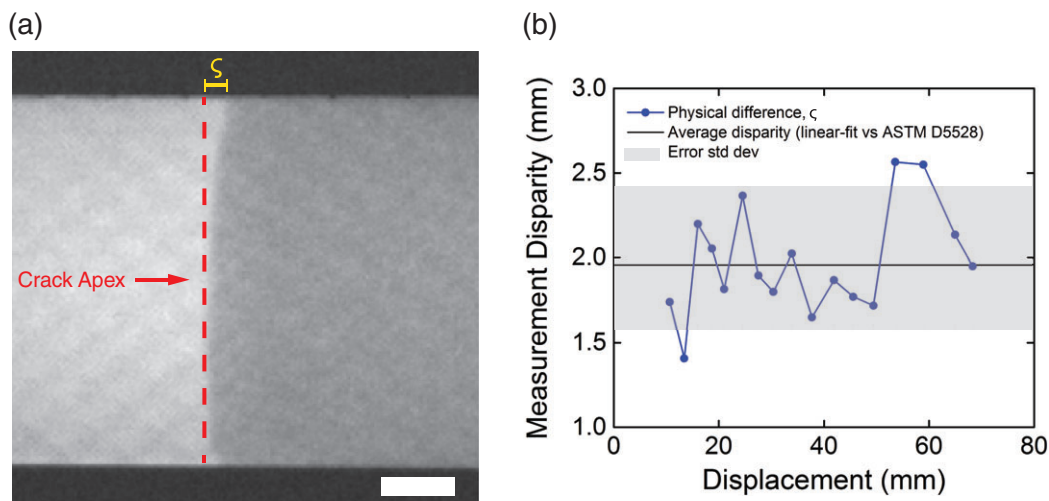 (a)
ς
Crack Apex
(b)
Measurement Disparity (mm)
3.0
2.5
2.0
1.5
1.0
Physical difference, ς
Average disparity (linear-fit vs ASTM D5528)
Error std dev
0 20 40 60 80
Displacement (mm)